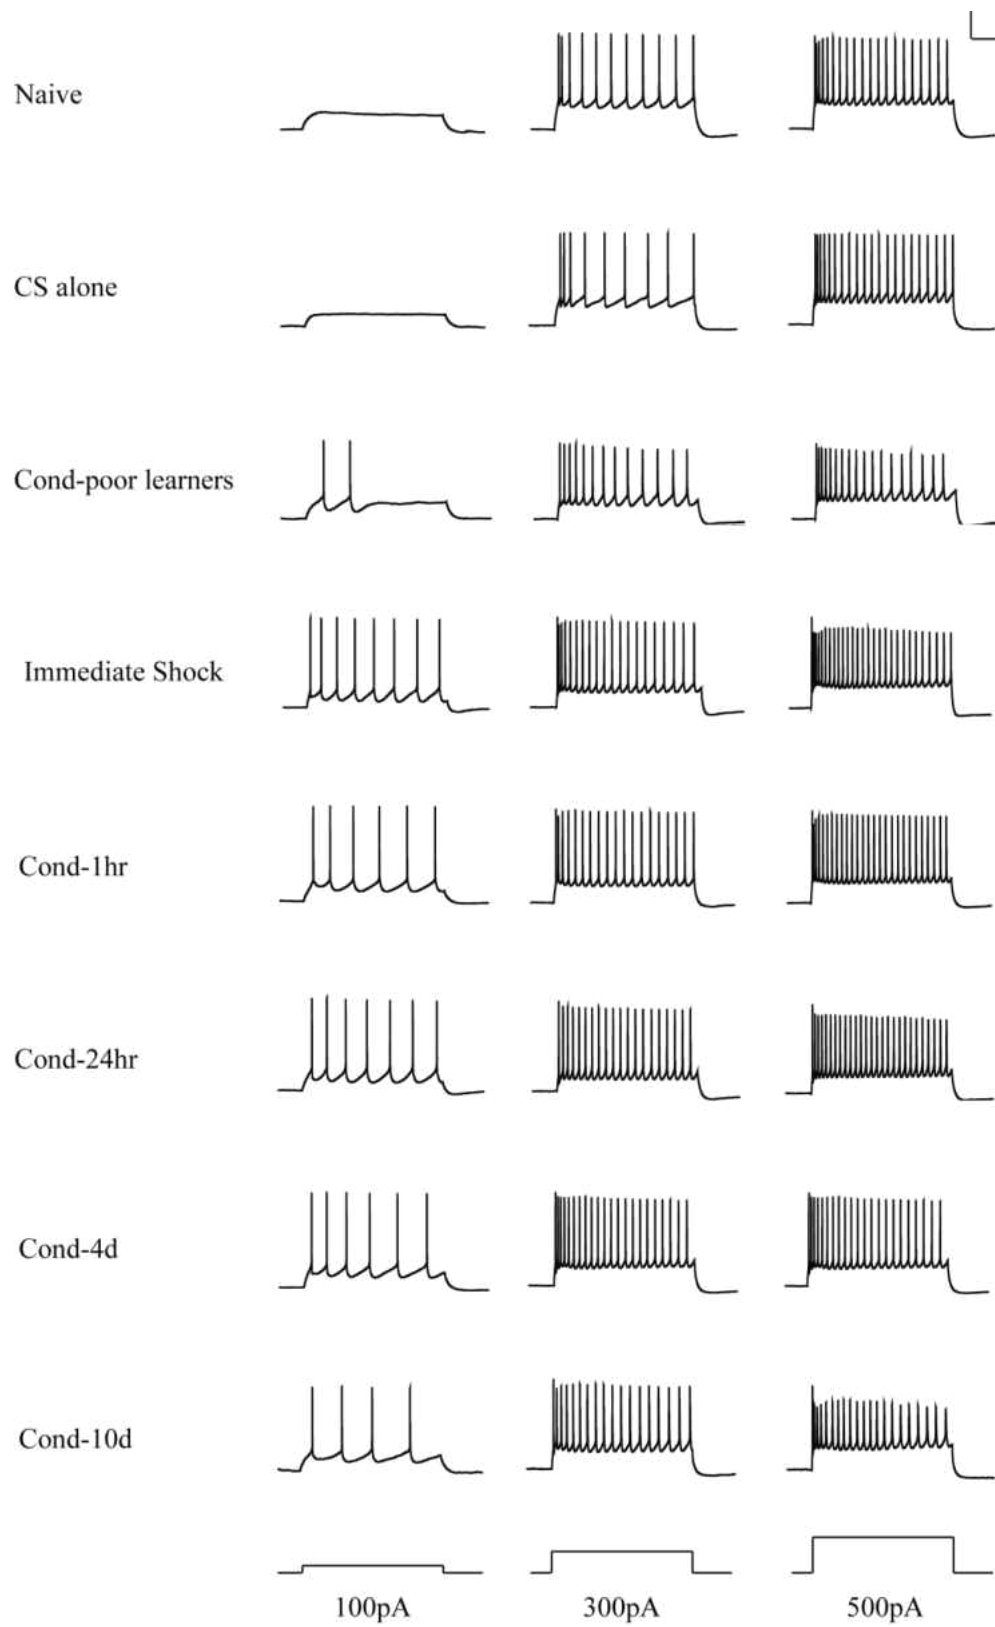 Naive
CS alone
Cond-poor learners
Immediate Shock
Cond-1hr
Cond-24hr
Cond-4d
Cond-10d
100pA 300pA 500pA